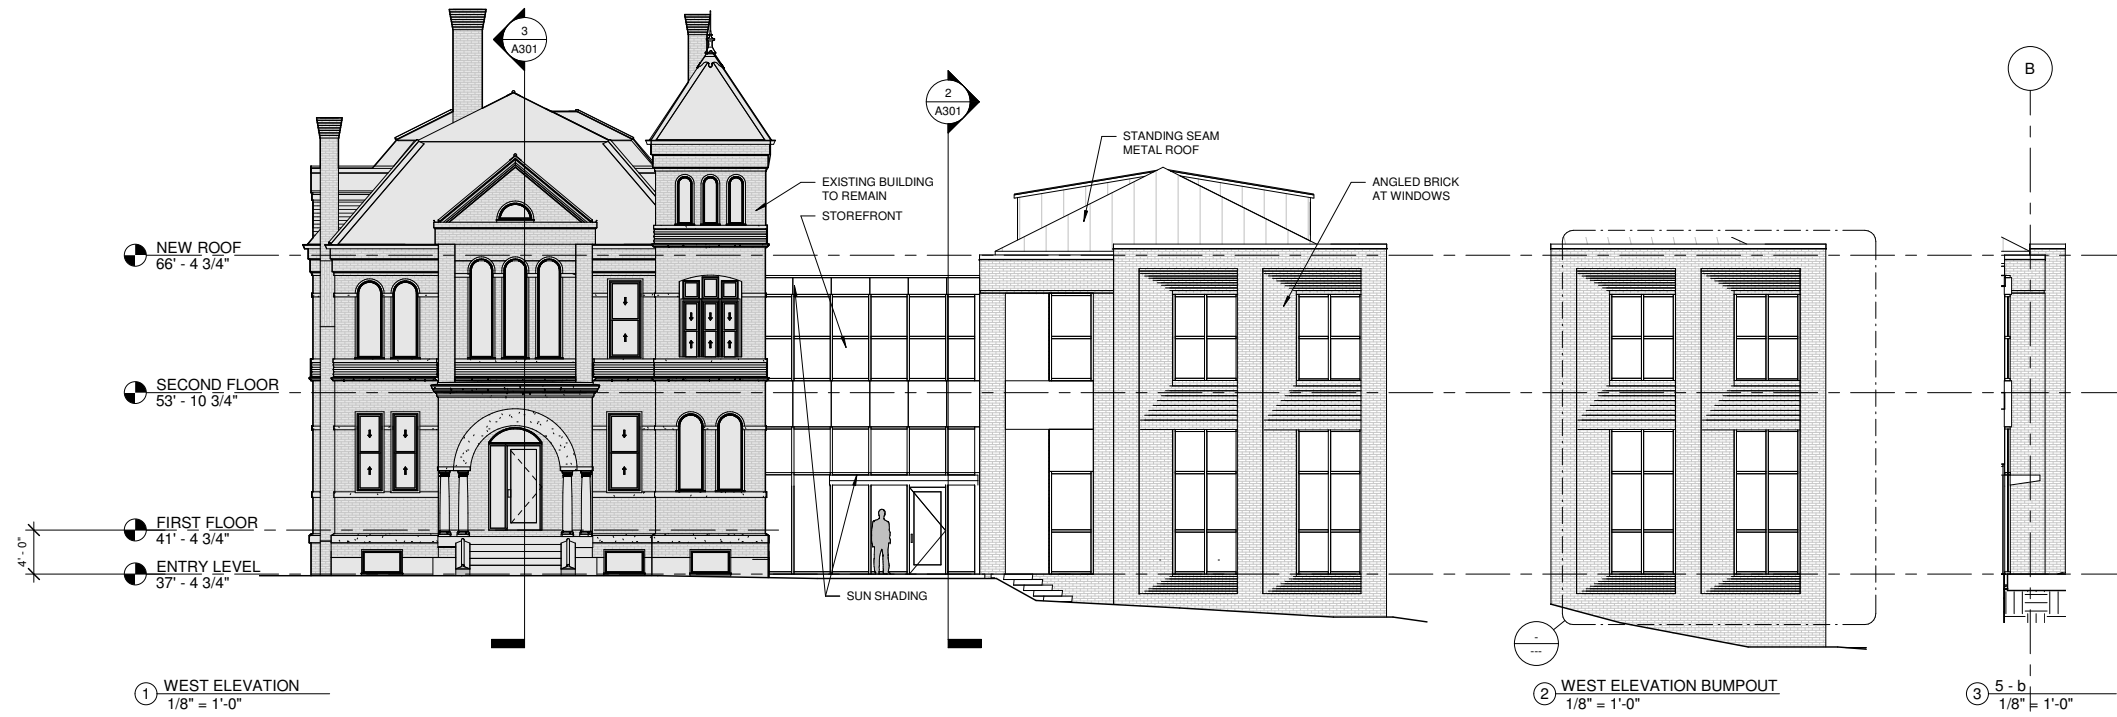 3
A301
B
2
A301
STANDING SEAM
METAL ROOF
EXISTING BUILDING
TO REMAIN
STOREFRONT
ANGLED BRICK
AT WINDOWS
NEW ROOF
66' - 4 3/4"
SECOND FLOOR
53' - 10 3/4"
FIRST FLOOR
41' - 4 3/4"
4' - 0"
ENTRY LEVEL
37' - 4 3/4"
SUN SHADING
-
---
1 WEST ELEVATION
1/8" = 1'-0"
2 WEST ELEVATION BUMPOUT
1/8" = 1'-0"
3 5 - b
1/8" = 1'-0"